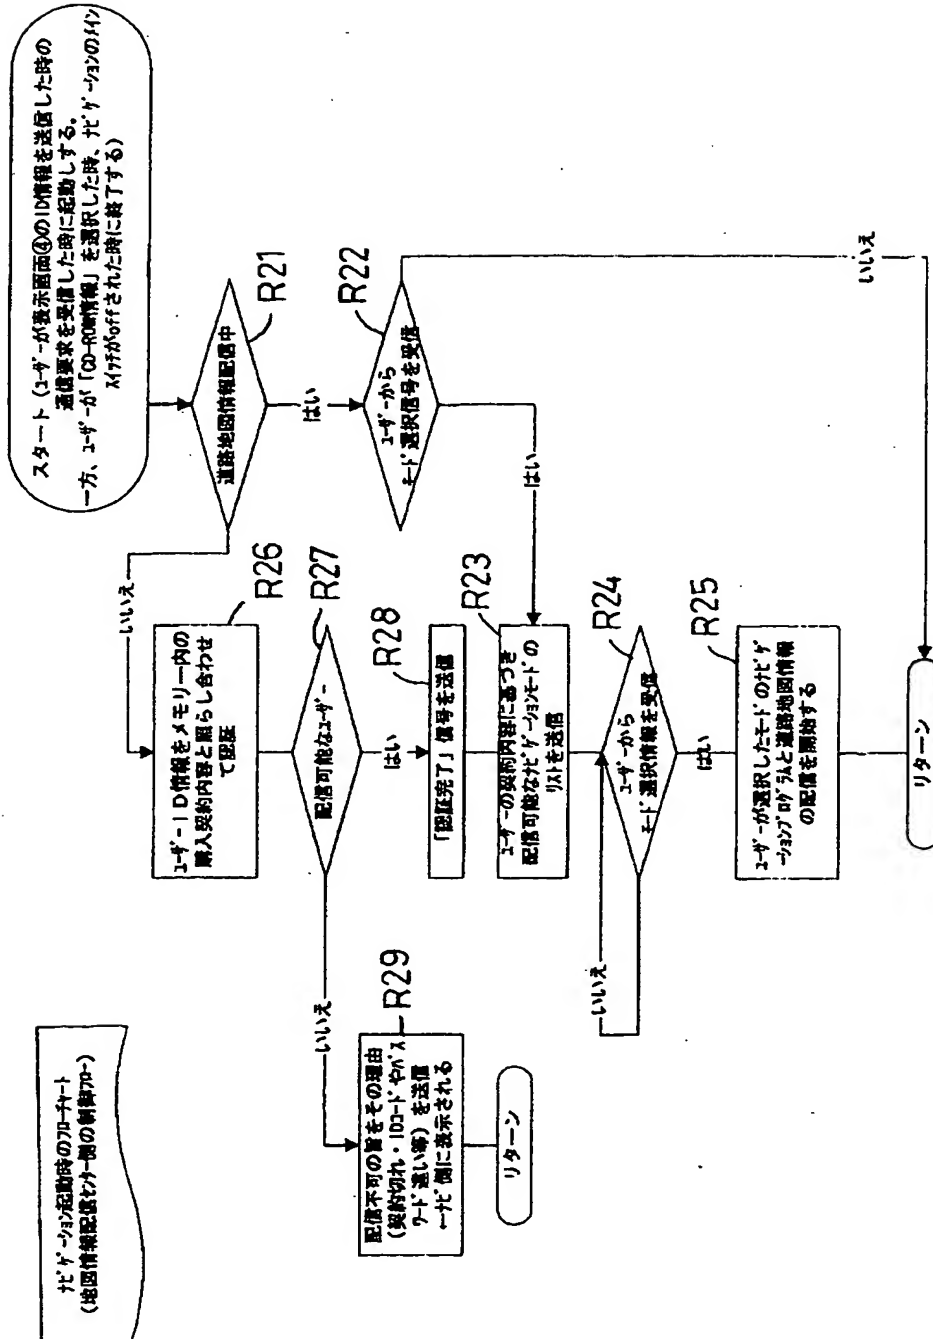 ナビゲーション起動時のフローチャート
(地図情報配信センター側の制御フロー)
スタート (ユーザーが表示画面④のID情報を送信した時の
通信要求を受信した時に起動しする。
一方、ユーザーが「CD-ROM情報」を選択した時、ナビゲーションのメイン
スイッチがoffされた時に終了する)
道路地図情報配信中
R21
はい
いいえ
ユーザーから
モード選択信号を受信
R22
はい
いいえ
ユーザーID情報をメモリー内の
購入契約内容と照らし合わせ
て認証
R26
配信可能なユーザー
R27
はい
いいえ
「認証完了」信号を送信
R28
ユーザーの契約内容に基づき
配信可能なナビゲーションモードの
リストを送信
R23
ユーザーから
モード選択情報を受信
R24
はい
いいえ
ユーザーが選択したモードのナビゲ
ーションプログラムと道路地図情報
の配信を開始する
R25
リターン
配信不可の旨をその理由
(契約切れ・IDコードやパス
ワード違い等) を送信
←ナビ側に表示される
R29
リターン